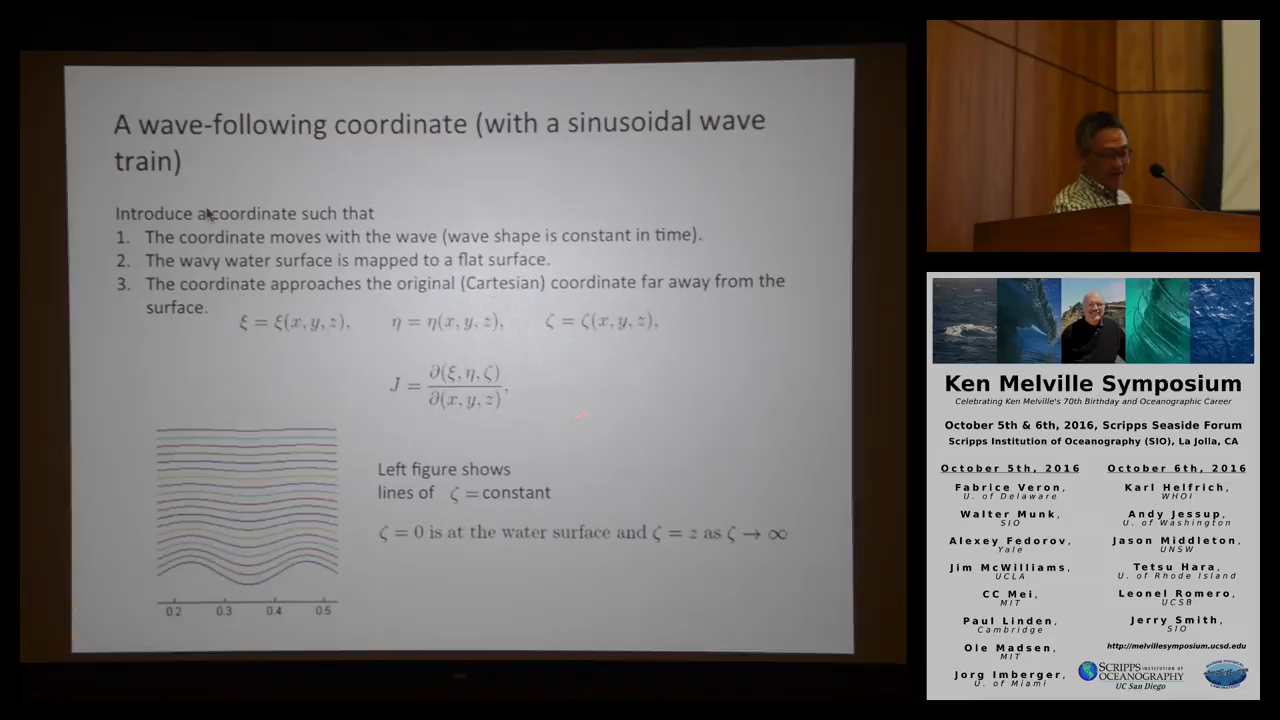 A wave-following coordinate (with a sinusoidal wave
train)
Introduce a coordinate such that
1. The coordinate moves with the wave (wave shape is constant in time).
2. The wavy water surface is mapped to a flat surface.
3. The coordinate approaches the original (Cartesian) coordinate far away from the
surface.
ξ = ξ(x, y, z), η = η(x, y, z), ζ = ζ(x, y, z),
J = ∂(ξ, η, ζ) / ∂(x, y, z),
Left figure shows
lines of ζ = constant
ζ = 0 is at the water surface and ζ = z as ζ → ∞
0.2 0.3 0.4 0.5
Ken Melville Symposium
Celebrating Ken Melville's 70th Birthday and Oceanographic Career
October 5th & 6th, 2016, Scripps Seaside Forum
Scripps Institution of Oceanography (SIO), La Jolla, CA
October 5th, 2016
Fabrice Veron,
U. of Delaware
Walter Munk,
SIO
Alexey Fedorov,
Yale
Jim McWilliams,
UCLA
CC Mei,
MIT
Paul Linden,
Cambridge
Ole Madsen,
MIT
Jorg Imberger,
U. of Miami
October 6th, 2016
Karl Helfrich,
WHOI
Andy Jessup,
U. of Washington
Jason Middleton,
UNSW
Tetsu Hara,
U. of Rhode Island
Leonel Romero,
UCSB
Jerry Smith,
SIO
http://melvillesymposium.ucsd.edu
SCRIPPS INSTITUTION OF
OCEANOGRAPHY
UC San Diego